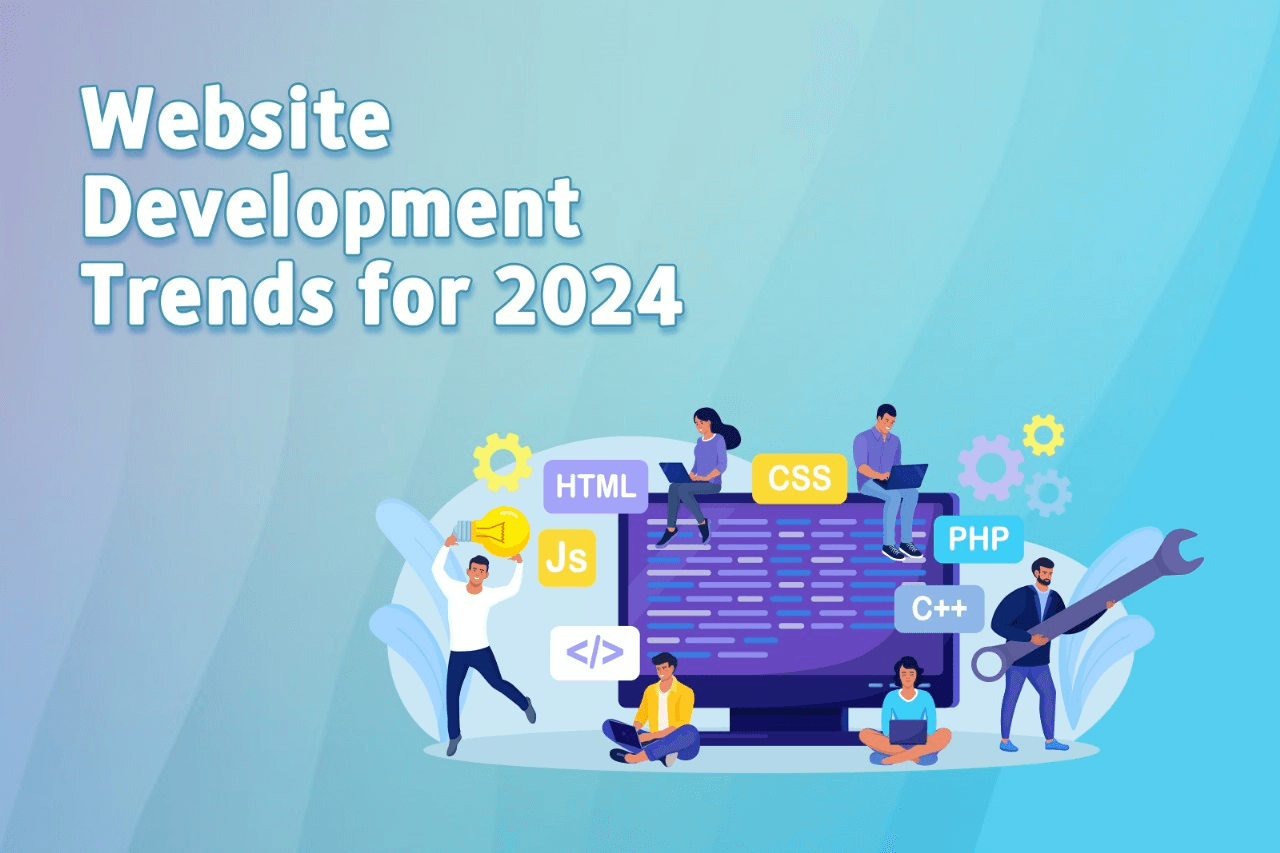 Website
Development
Trends for 2024
HTML
CSS
Js
PHP
C++
</>